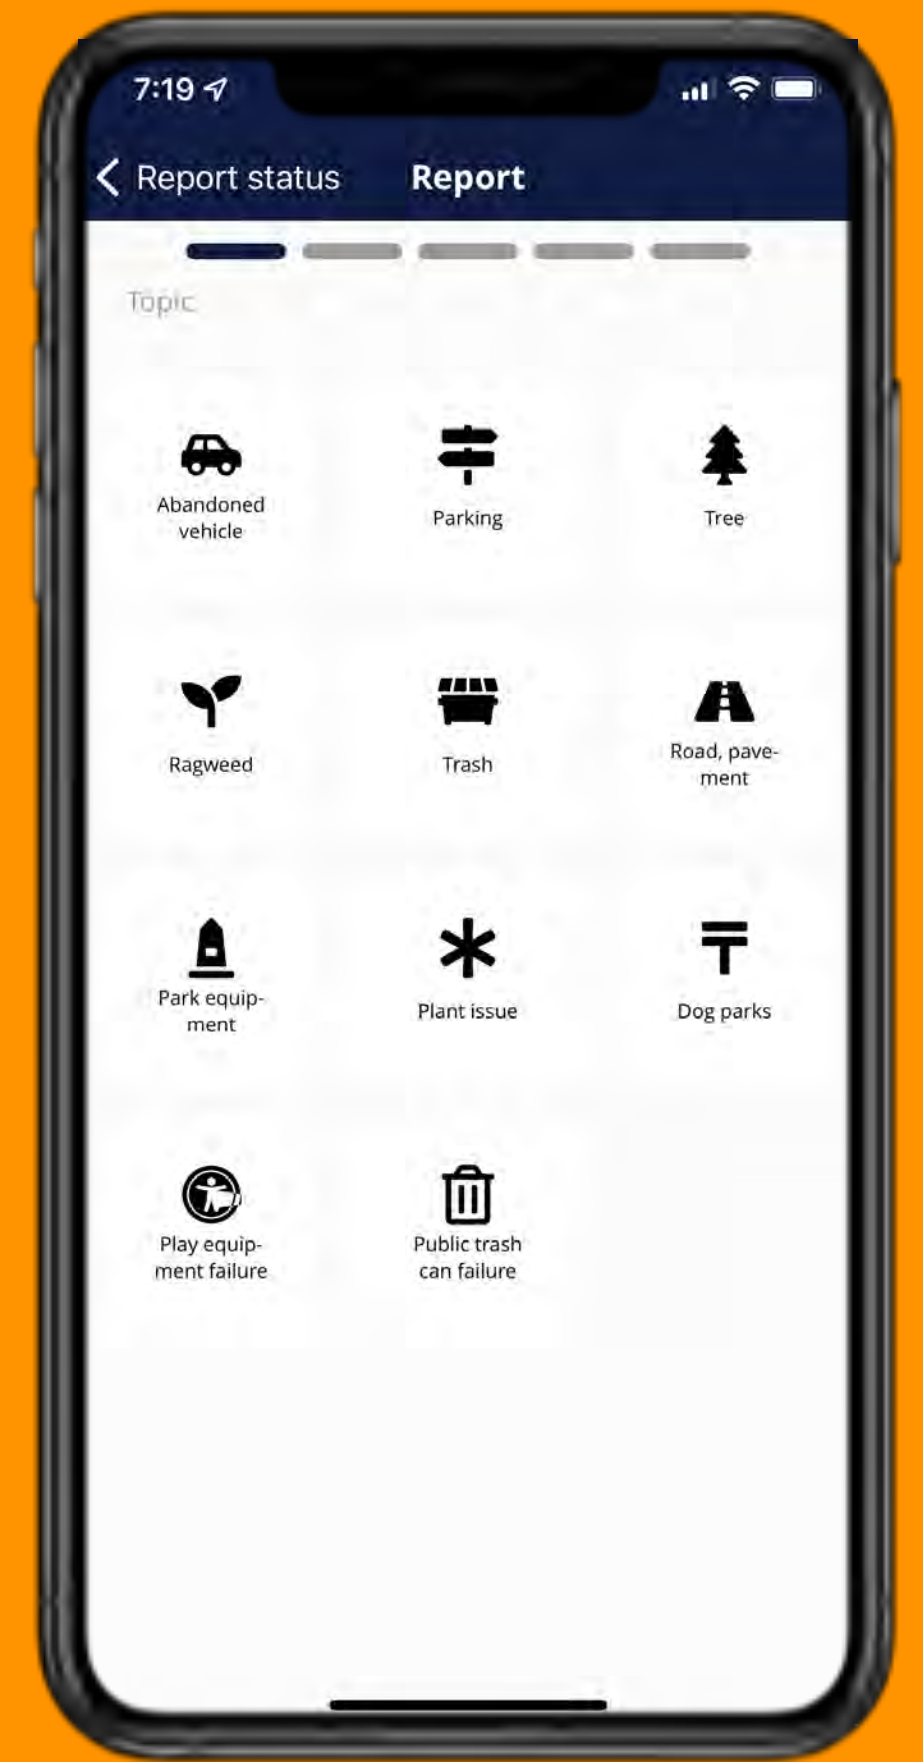 7:19
Report status
Report
Topic
Abandoned
vehicle
Parking
Tree
Ragweed
Trash
Road, pave-
ment
Park equip-
ment
Plant issue
Dog parks
Play equip-
ment failure
Public trash
can failure